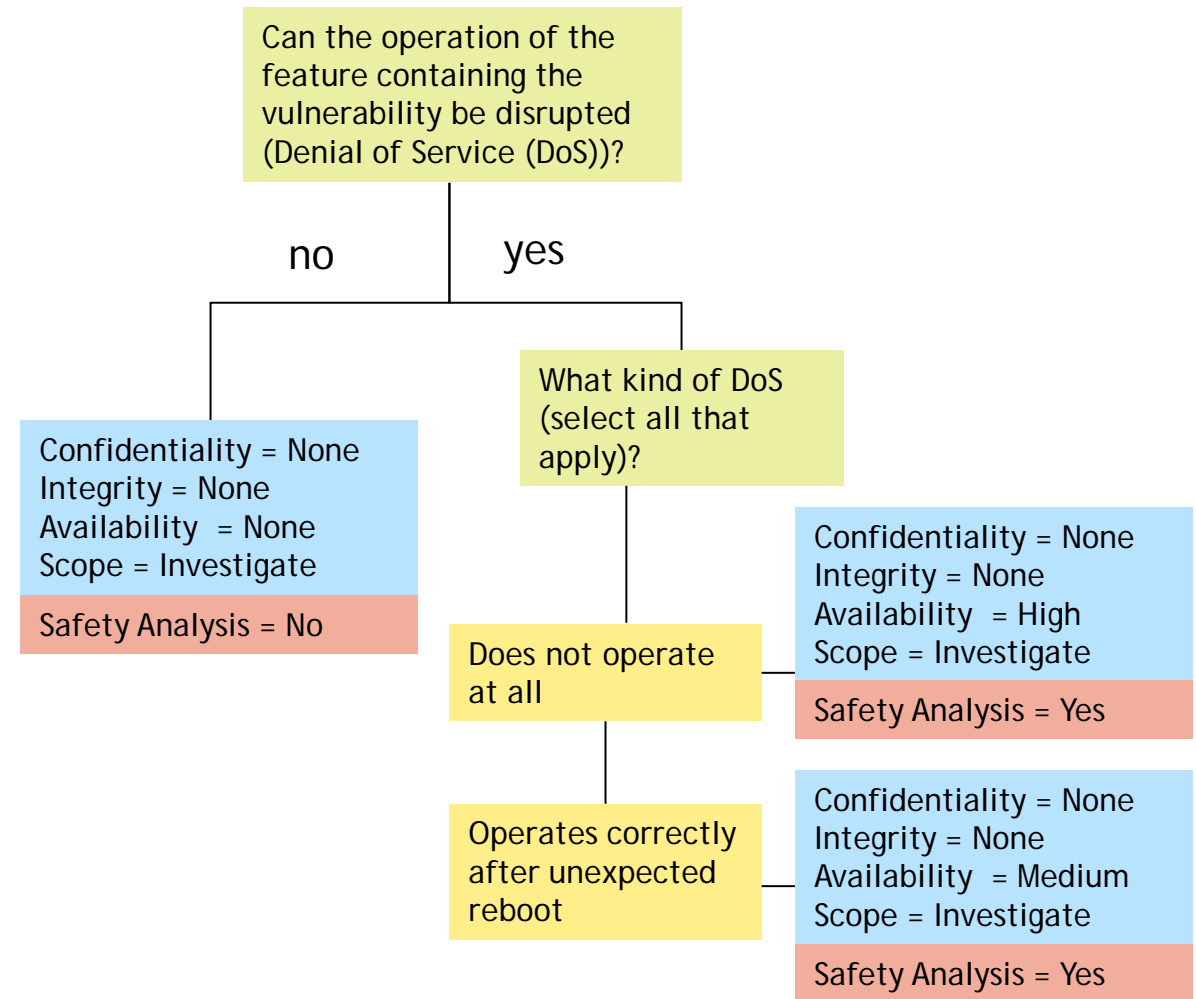 Can the operation of the
feature containing the
vulnerability be disrupted
(Denial of Service (DoS))?
no
yes
What kind of DoS
(select all that
apply)?
Confidentiality = None
Integrity = None
Availability = None
Scope = Investigate
Safety Analysis = No
Does not operate
at all
Confidentiality = None
Integrity = None
Availability = High
Scope = Investigate
Safety Analysis = Yes
Operates correctly
after unexpected
reboot
Confidentiality = None
Integrity = None
Availability = Medium
Scope = Investigate
Safety Analysis = Yes